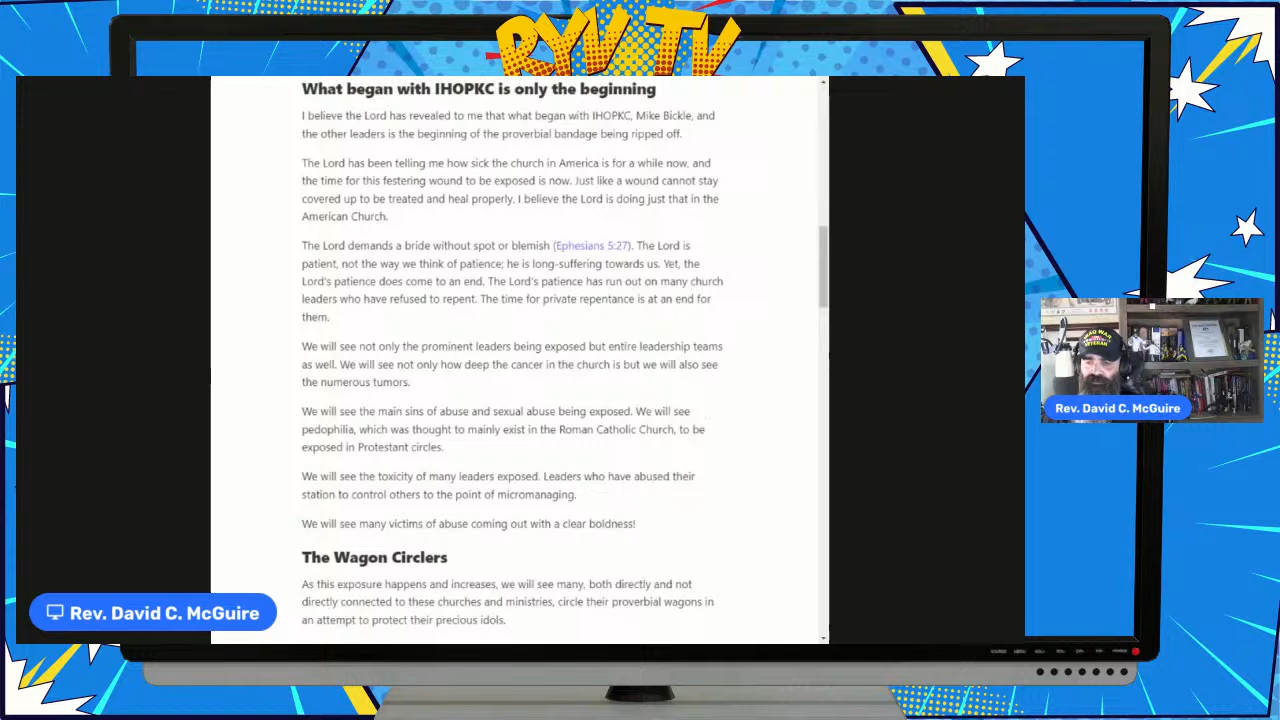 RYV TV
What began with IHOPKC is only the beginning
I believe the Lord has revealed to me that what began with IHOPKC, Mike Bickle, and
the other leaders is the beginning of the proverbial bandage being ripped off.
The Lord has been telling me how sick the church in America is for a while now, and
the time for this festering wound to be exposed is now. Just like a wound cannot stay
covered up to be treated and heal properly, I believe the Lord is doing just that in the
American Church.
The Lord demands a bride without spot or blemish (Ephesians 5:27). The Lord is
patient, not the way we think of patience; he is long-suffering towards us. Yet, the
Lord's patience does come to an end. The Lord's patience has run out on many church
leaders who have refused to repent. The time for private repentance is at an end for
them.
We will see not only the prominent leaders being exposed but entire leadership teams
as well. We will see not only how deep the cancer in the church is but we will also see
the numerous tumors.
We will see the main sins of abuse and sexual abuse being exposed. We will see
pedophilia, which was thought to mainly exist in the Roman Catholic Church, to be
exposed in Protestant circles.
We will see the toxicity of many leaders exposed. Leaders who have abused their
station to control others to the point of micromanaging.
We will see many victims of abuse coming out with a clear boldness!
The Wagon Circlers
As this exposure happens and increases, we will see many, both directly and not
directly connected to these churches and ministries, circle their proverbial wagons in
an attempt to protect their precious idols.
Rev. David C. McGuire
IRAQ WAR
VETERAN
Rev. David C. McGuire